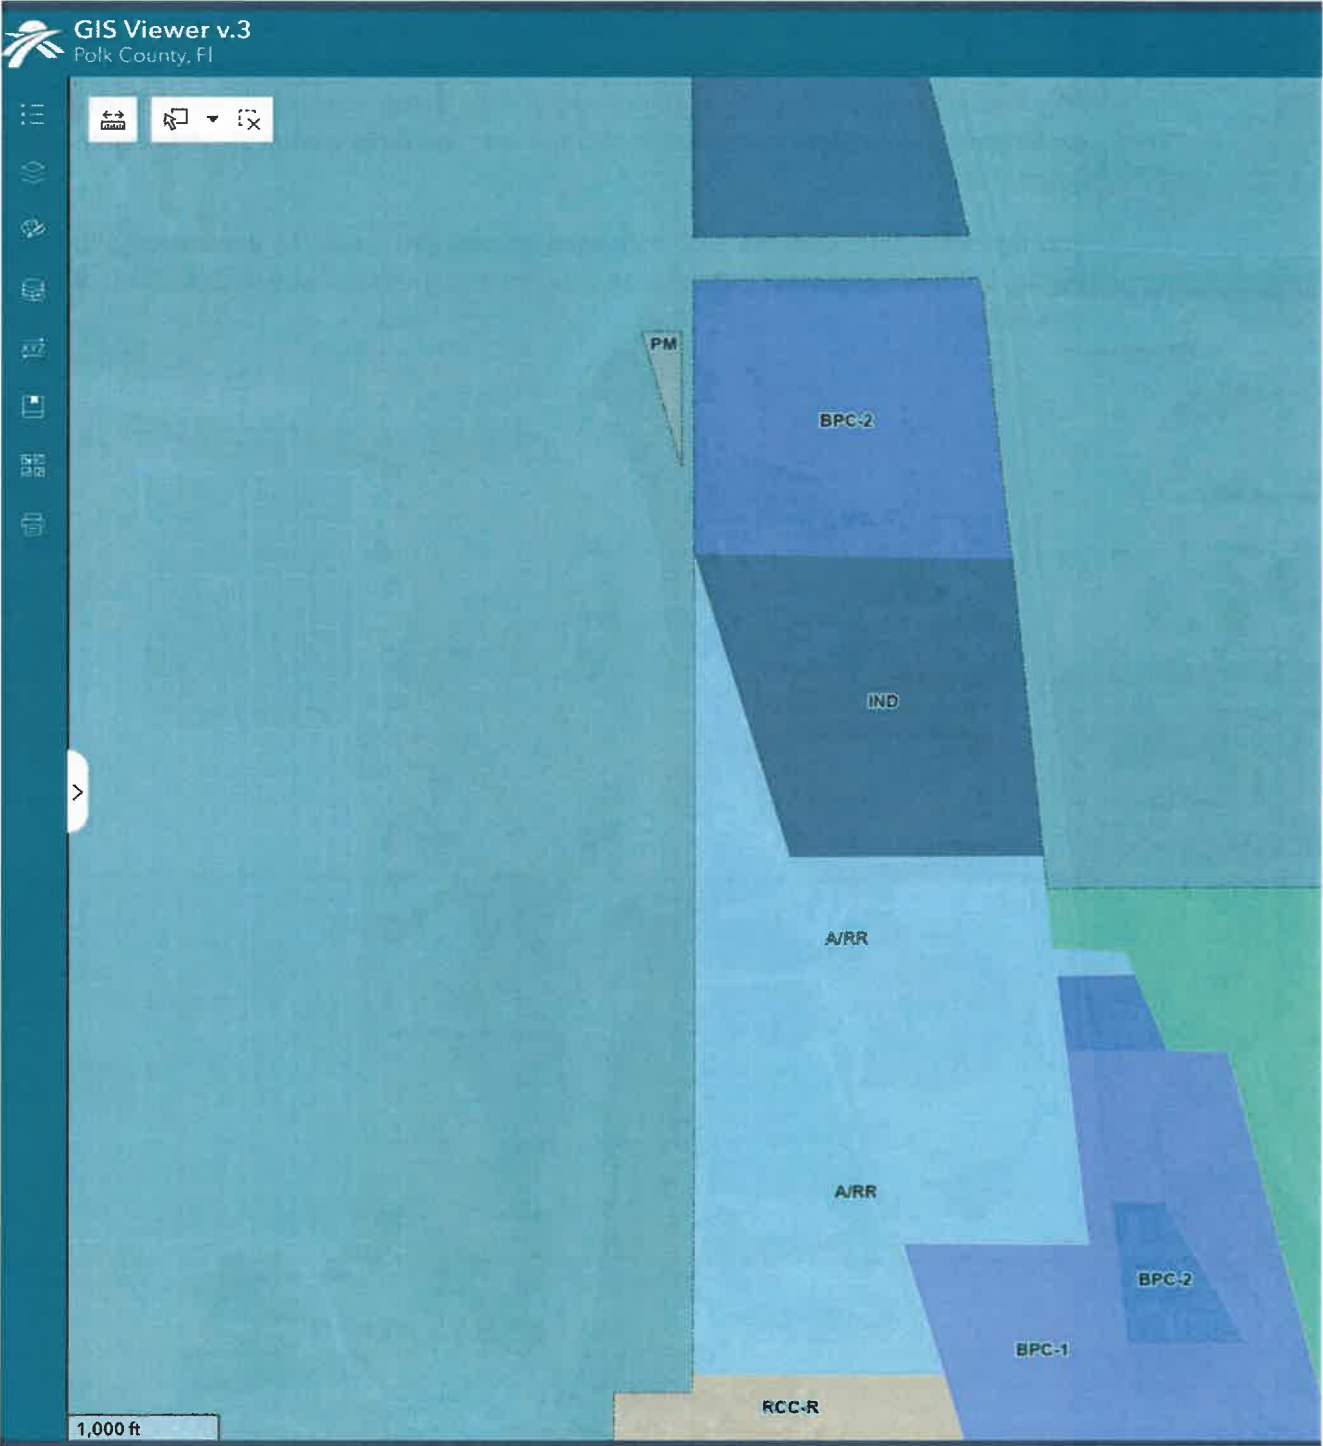 GIS Viewer v.3
Polk County, Fl
PM
BPC-2
IND
A/RR
A/RR
BPC-2
BPC-1
RCC-R
1,000 ft